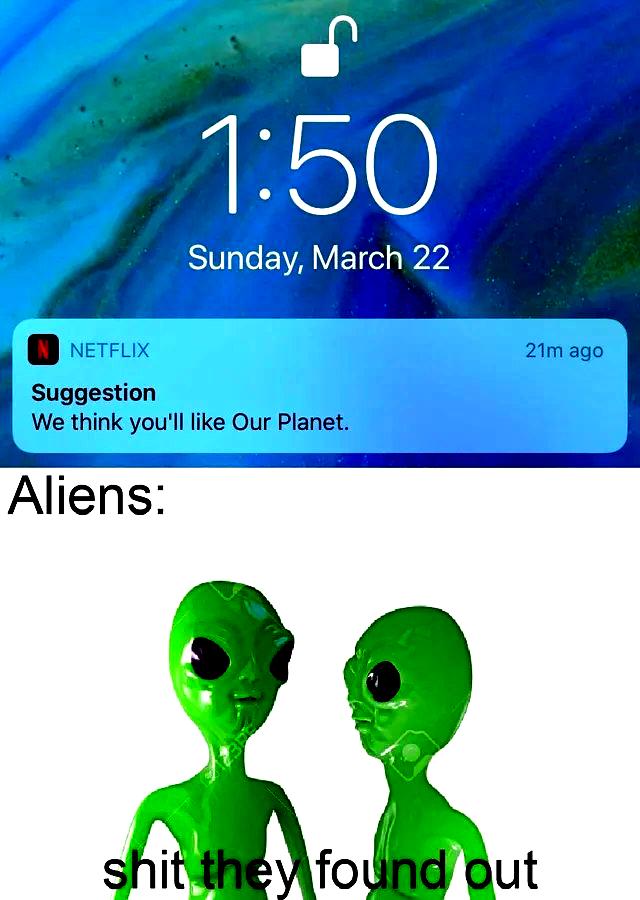 1:50
Sunday, March 22
NETFLIX 21m ago
Suggestion
We think you'll like Our Planet.
Aliens:
shit they found out